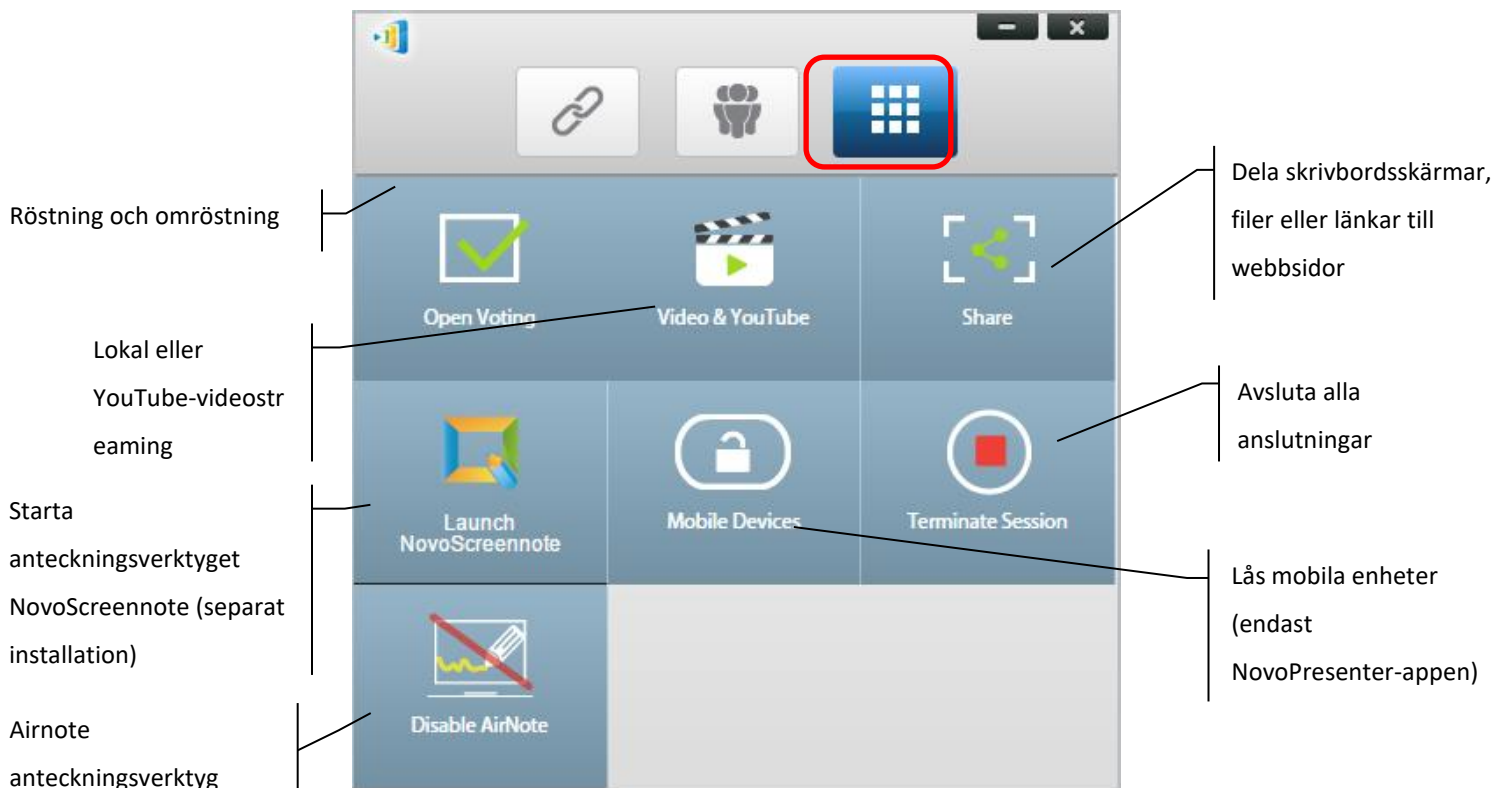 Röstning och omröstning
Lokal eller
YouTube-videostr
eaming
Starta
anteckningsverktyget
NovoScreennote (separat
installation)
Airnote
anteckningsverktyg
Open Voting
Video & YouTube
Share
Launch
NovoScreennote
Mobile Devices
Terminate Session
Disable AirNote
Dela skrivbordsskärmar,
filer eller länkar till
webbsidor
Avsluta alla
anslutningar
Lås mobila enheter
(endast
NovoPresenter-appen)